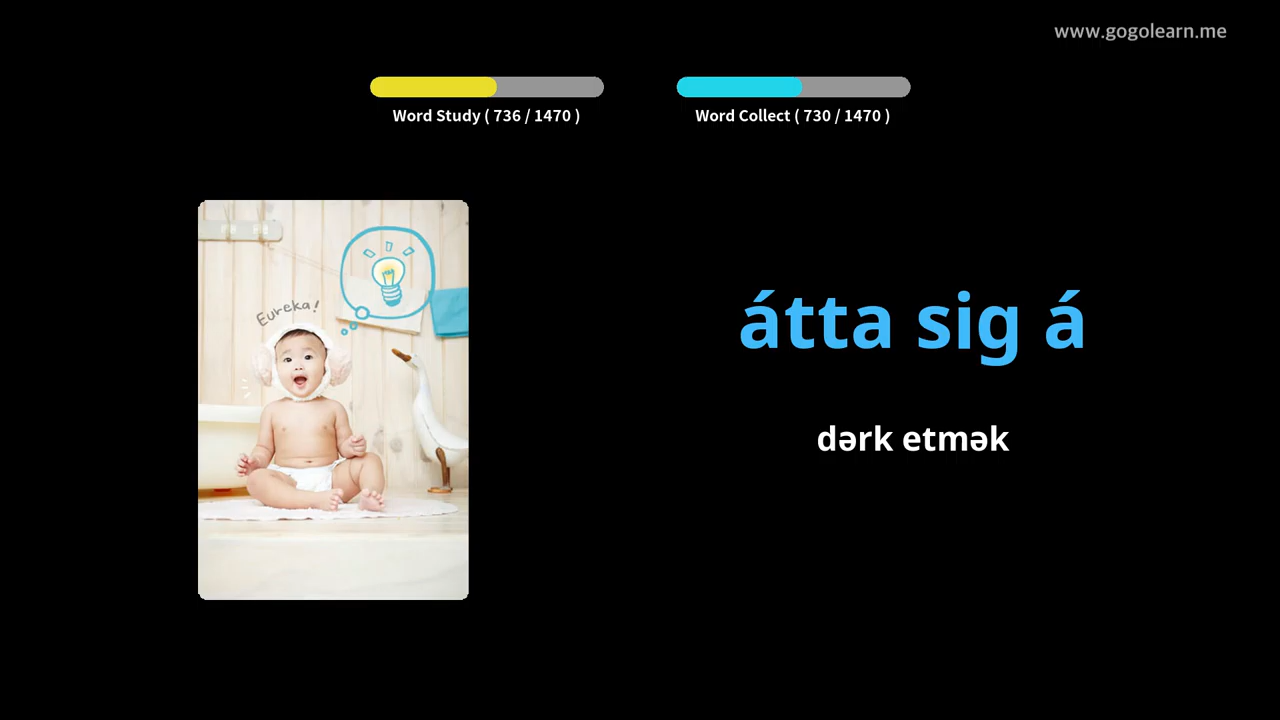 www.gogolearn.me
Word Study ( 736 / 1470 )
Word Collect ( 730 / 1470 )
Eureka!
átta sig á
dərk etmək